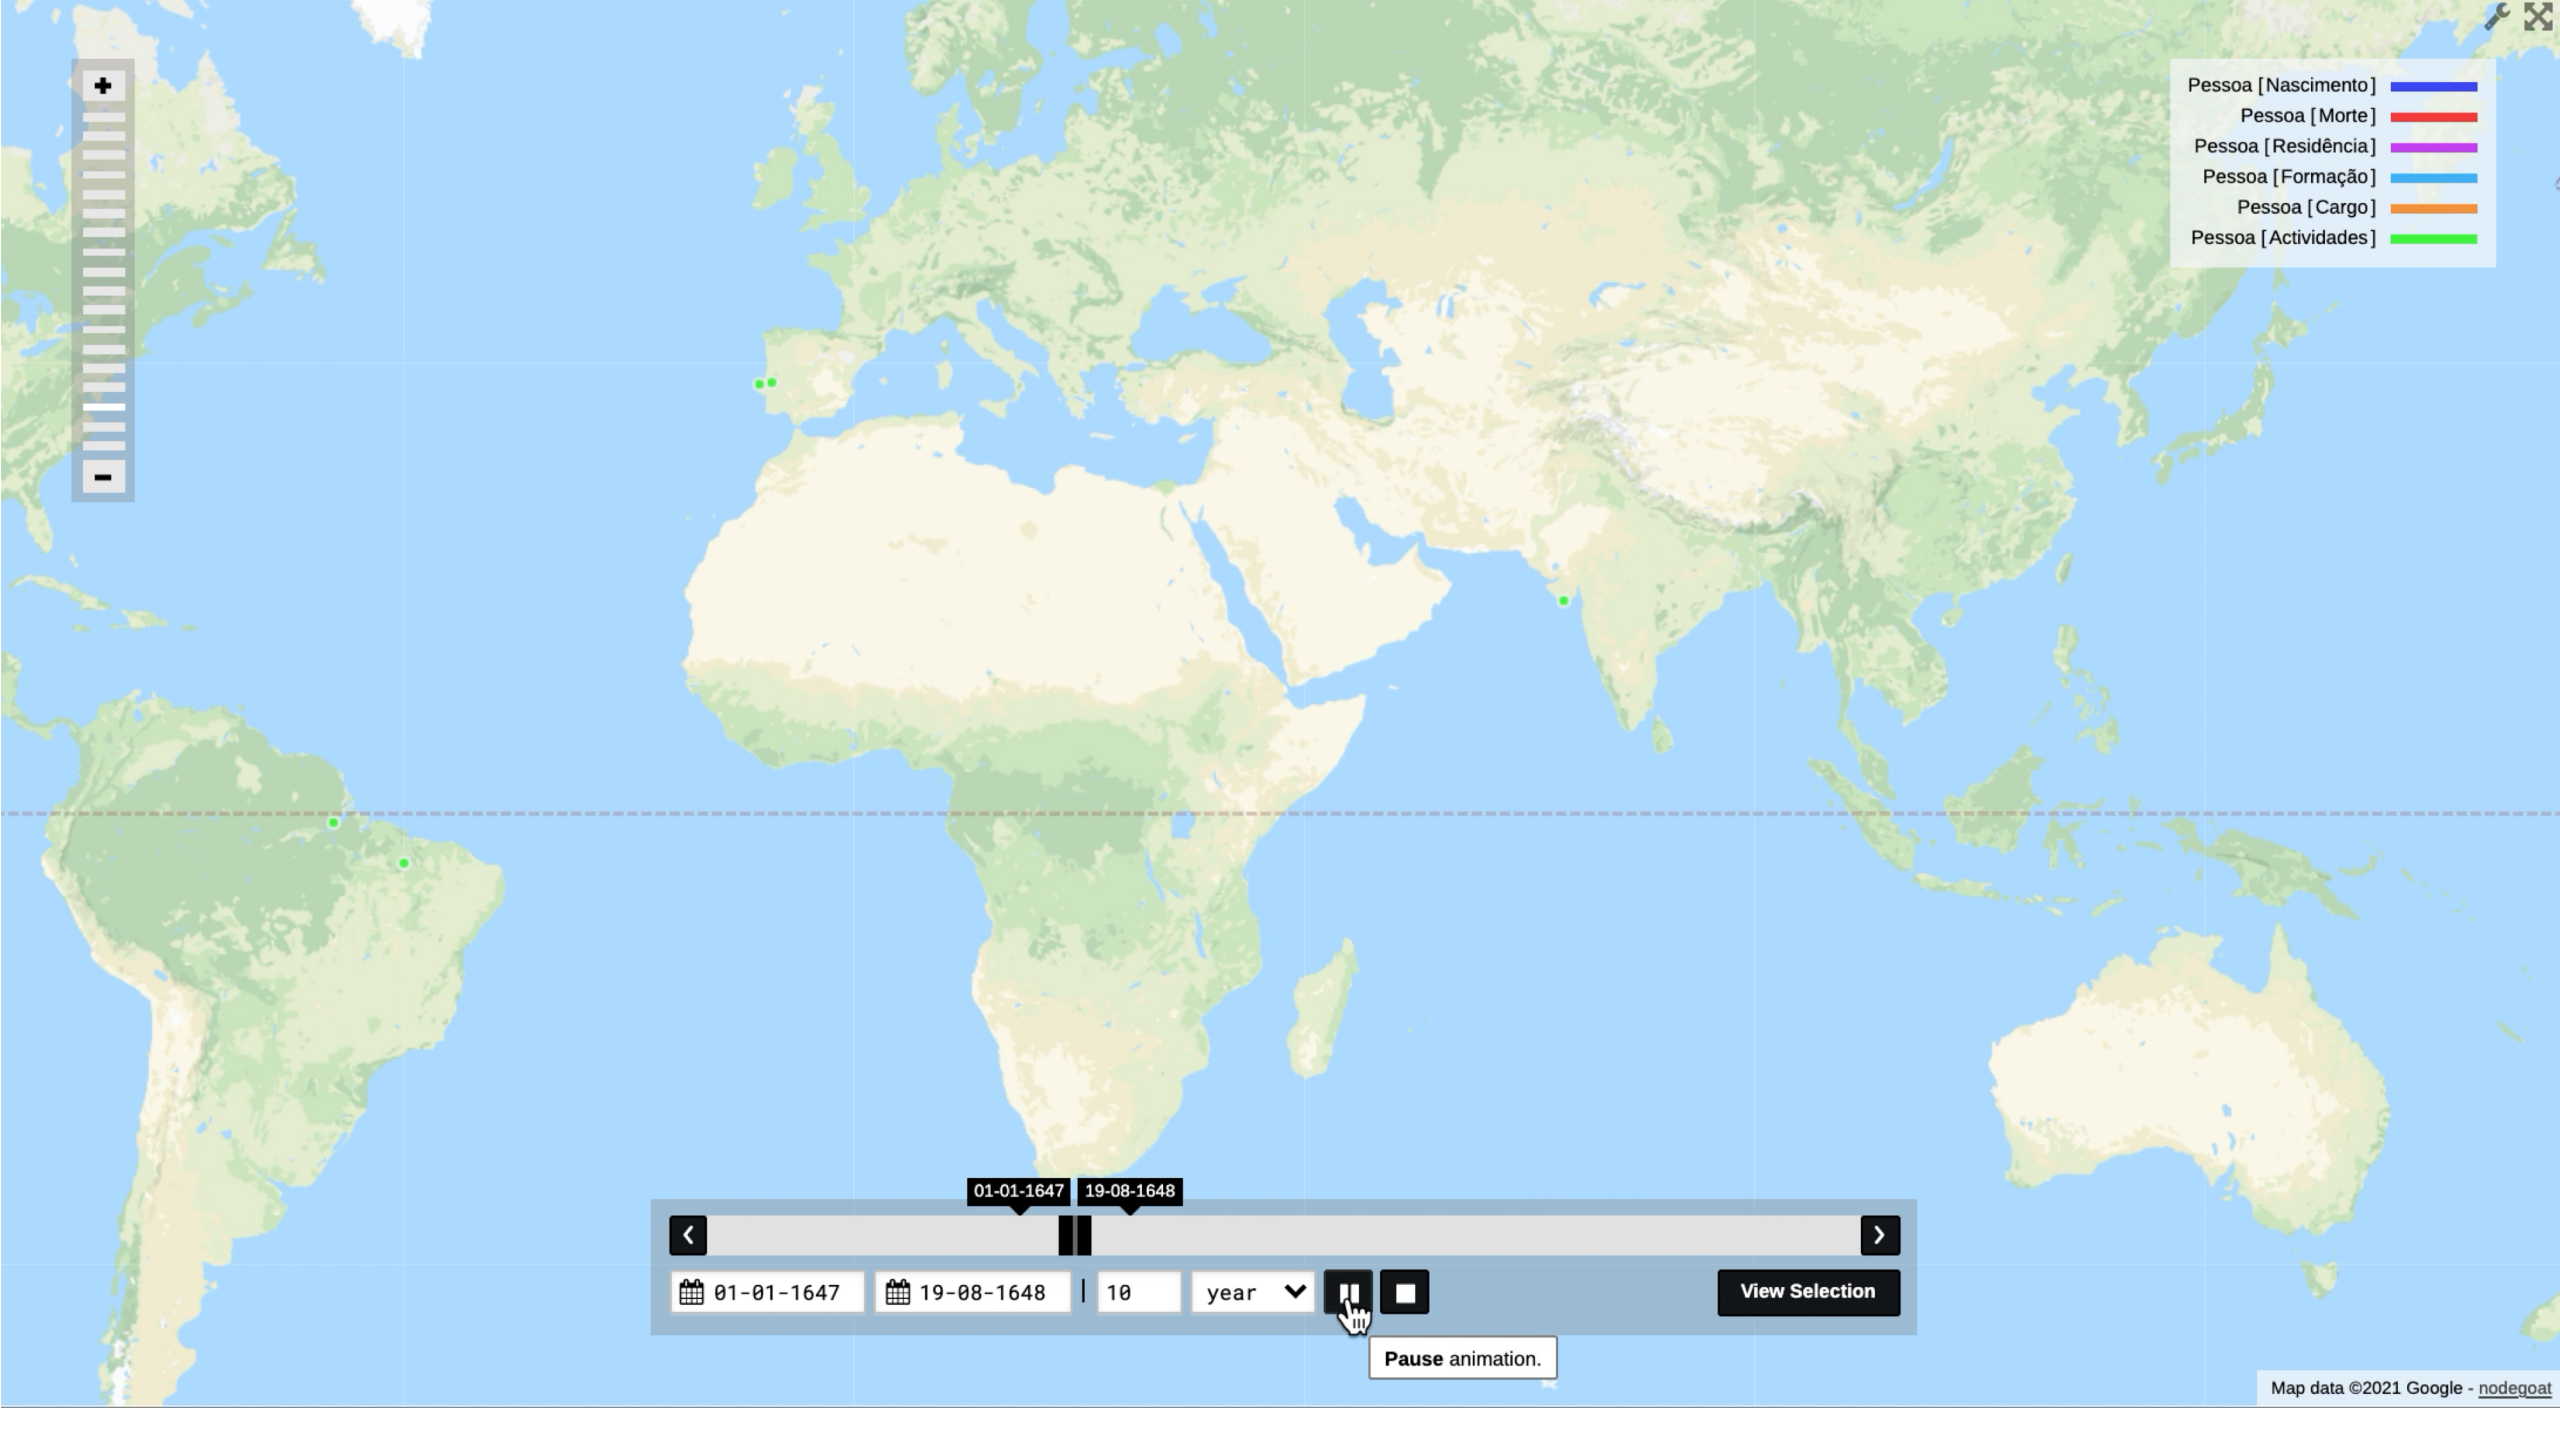 +
-
Pessoa [Nascimento]
Pessoa [Morte]
Pessoa [Residência]
Pessoa [Formação]
Pessoa [Cargo]
Pessoa [Actividades]
01-01-1647 19-08-1648
01-01-1647 19-08-1648 | 10 year View Selection
Pause animation.
Map data ©2021 Google - nodegoat